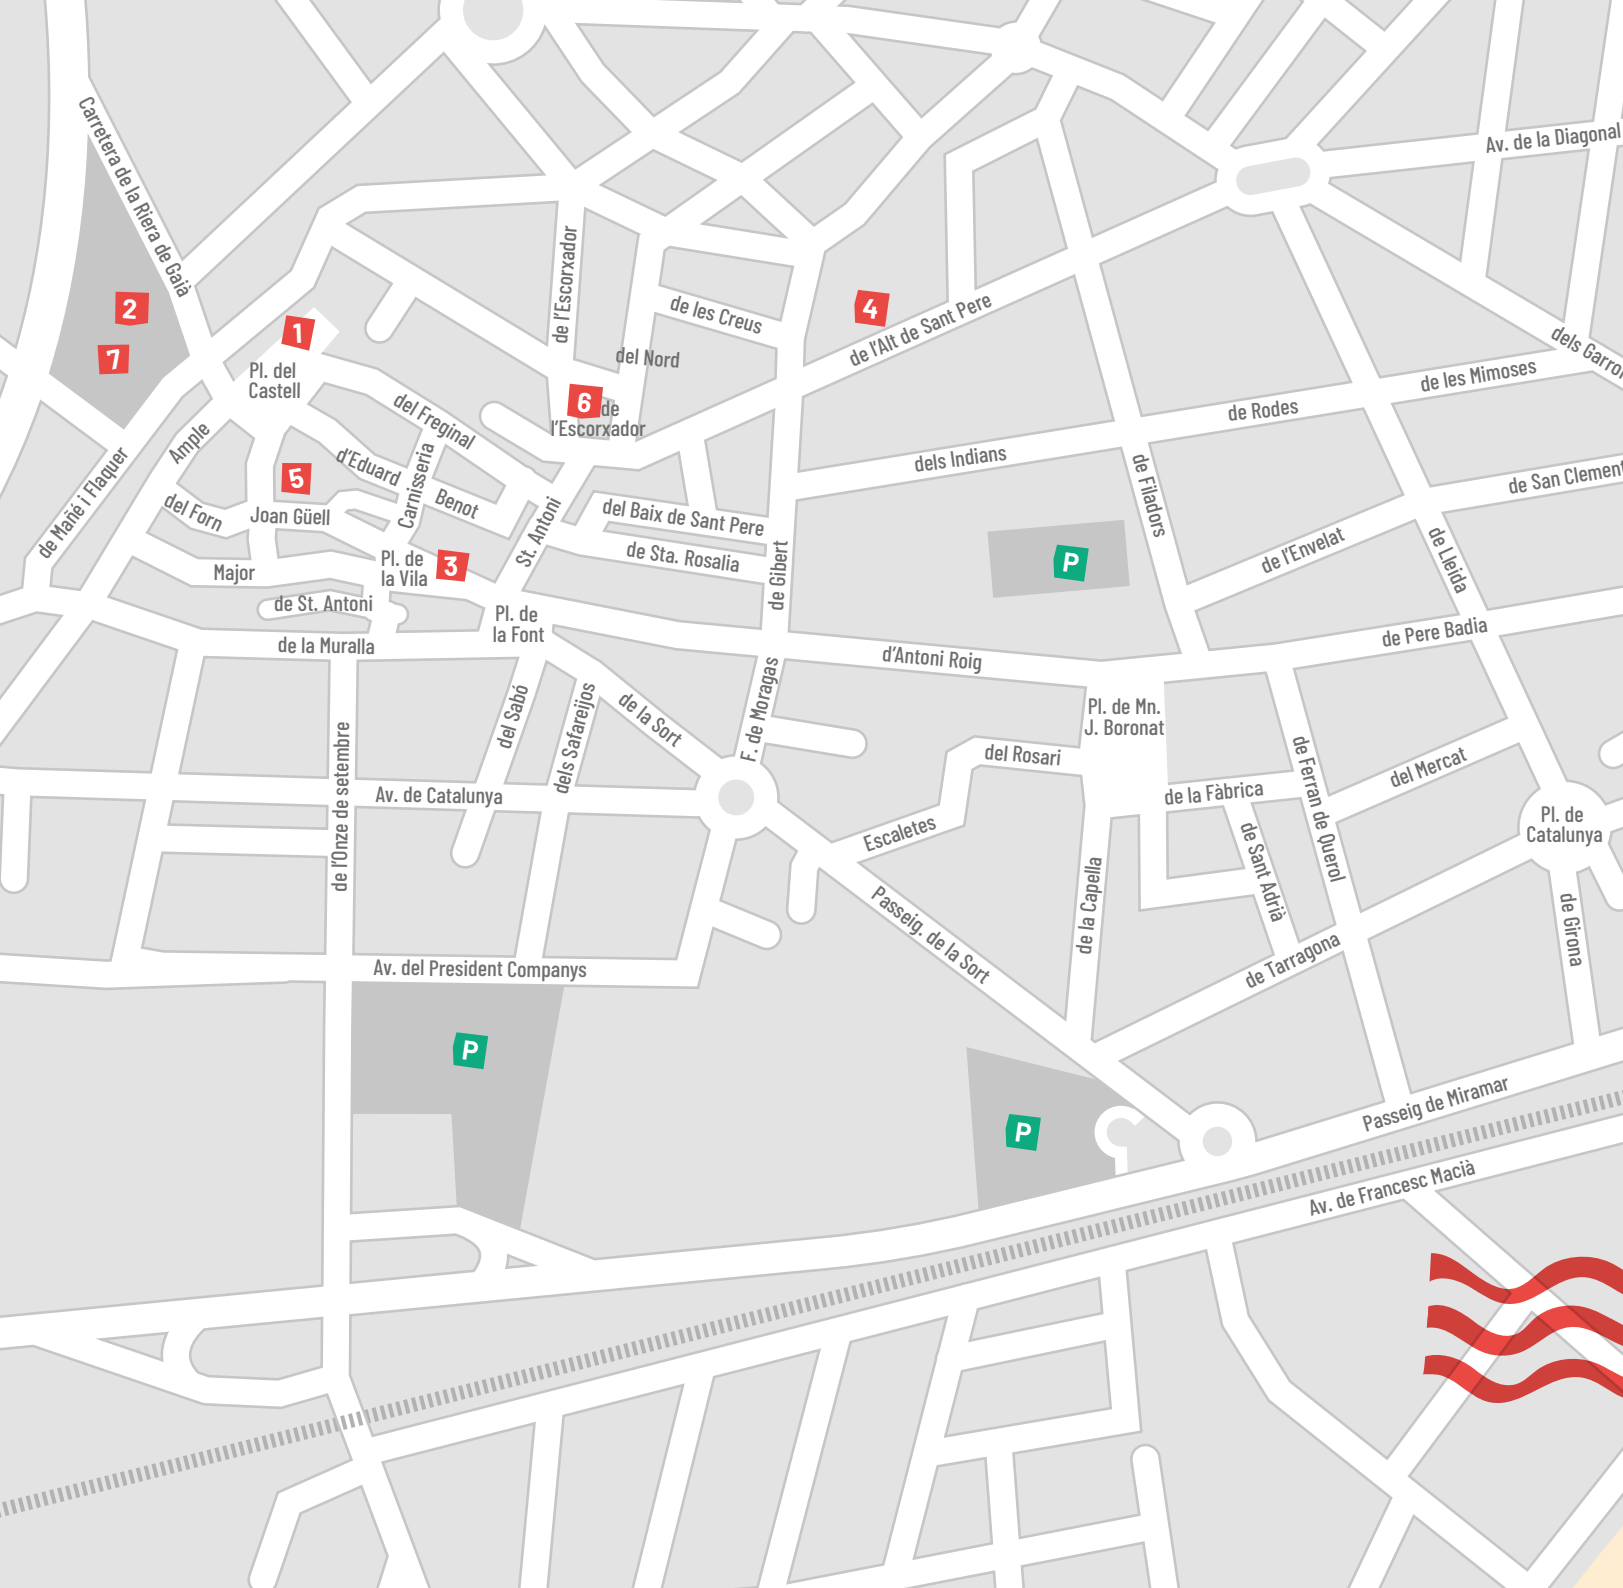 Av. de la Diagonal
Carretera de la Riera de Gaià
de l'Escorxador
2
1
4
de les Creus
de l'Alt de Sant Pere
del Nord
7
Pl. del
Castell
dels Garro
de les Mimoses
6
de
l'Escorxador
del Freginal
de Rodes
Ample
d'Eduard
Benot
Carnisseria
dels Indians
de Filadors
5
de San Clement
de Mañé i Flaquer
del Forn
Joan Güell
St. Antoni
del Baix de Sant Pere
de Sta. Rosalia
de Gibert
P
de l'Envelat
de Lleida
Major
Pl. de
la Vila
3
de St. Antoni
Pl. de
la Font
de la Muralla
d'Antoni Roig
de Pere Badia
del Sabó
dels Safareijos
de la Sort
F. de Moragas
Pl. de Mn.
J. Boronat
del Rosari
de l'Onze de setembre
Av. de Catalunya
de la Fàbrica
de Ferran de Querol
del Mercat
Pl. de
Catalunya
Escaletes
de Sant Adrià
de la Capella
Passeig. de la Sort
de Tarragona
de Girona
Av. del President Companys
P
P
Passeig de Miramar
Av. de Francesc Macià